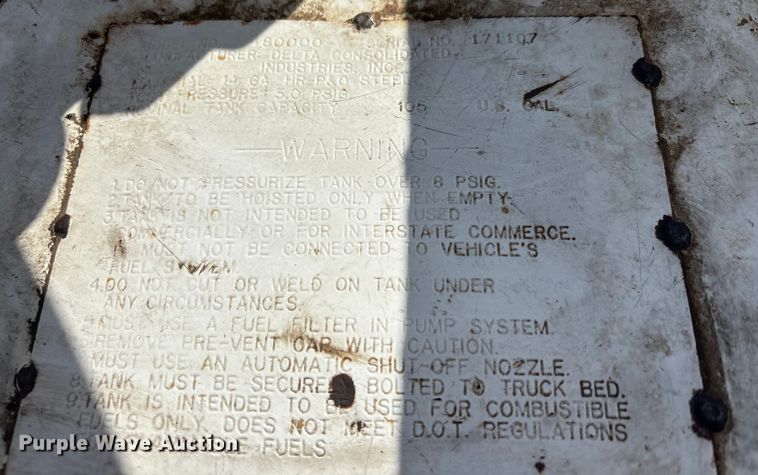 80000 SERIAL NO. 171107
MANUFACTURER: DELTA CONSOLIDATED
INDUSTRIES, INC.
MATERIAL: 14 GA. HR-P&O STEEL
PRESSURE: 5.0 PSIG.
NOMINAL TANK CAPACITY 105 U.S. GAL.
WARNING
1. DO NOT PRESSURIZE TANK OVER 8 PSIG.
2. TANK TO BE HOISTED ONLY WHEN EMPTY.
3. TANK IS NOT INTENDED TO BE USED
COMMERCIALLY OR FOR INTERSTATE COMMERCE.
IT MUST NOT BE CONNECTED TO VEHICLE'S
FUEL SYSTEM.
4. DO NOT CUT OR WELD ON TANK UNDER
ANY CIRCUMSTANCES.
5. MUST USE A FUEL FILTER IN PUMP SYSTEM.
6. REMOVE PRE-VENT CAP WITH CAUTION.
MUST USE AN AUTOMATIC SHUT-OFF NOZZLE.
8. TANK MUST BE SECURELY BOLTED TO TRUCK BED.
9. TANK IS INTENDED TO BE USED FOR COMBUSTIBLE
FUELS ONLY. DOES NOT MEET D.O.T. REGULATIONS
FUELS.
Purple Wave Auction